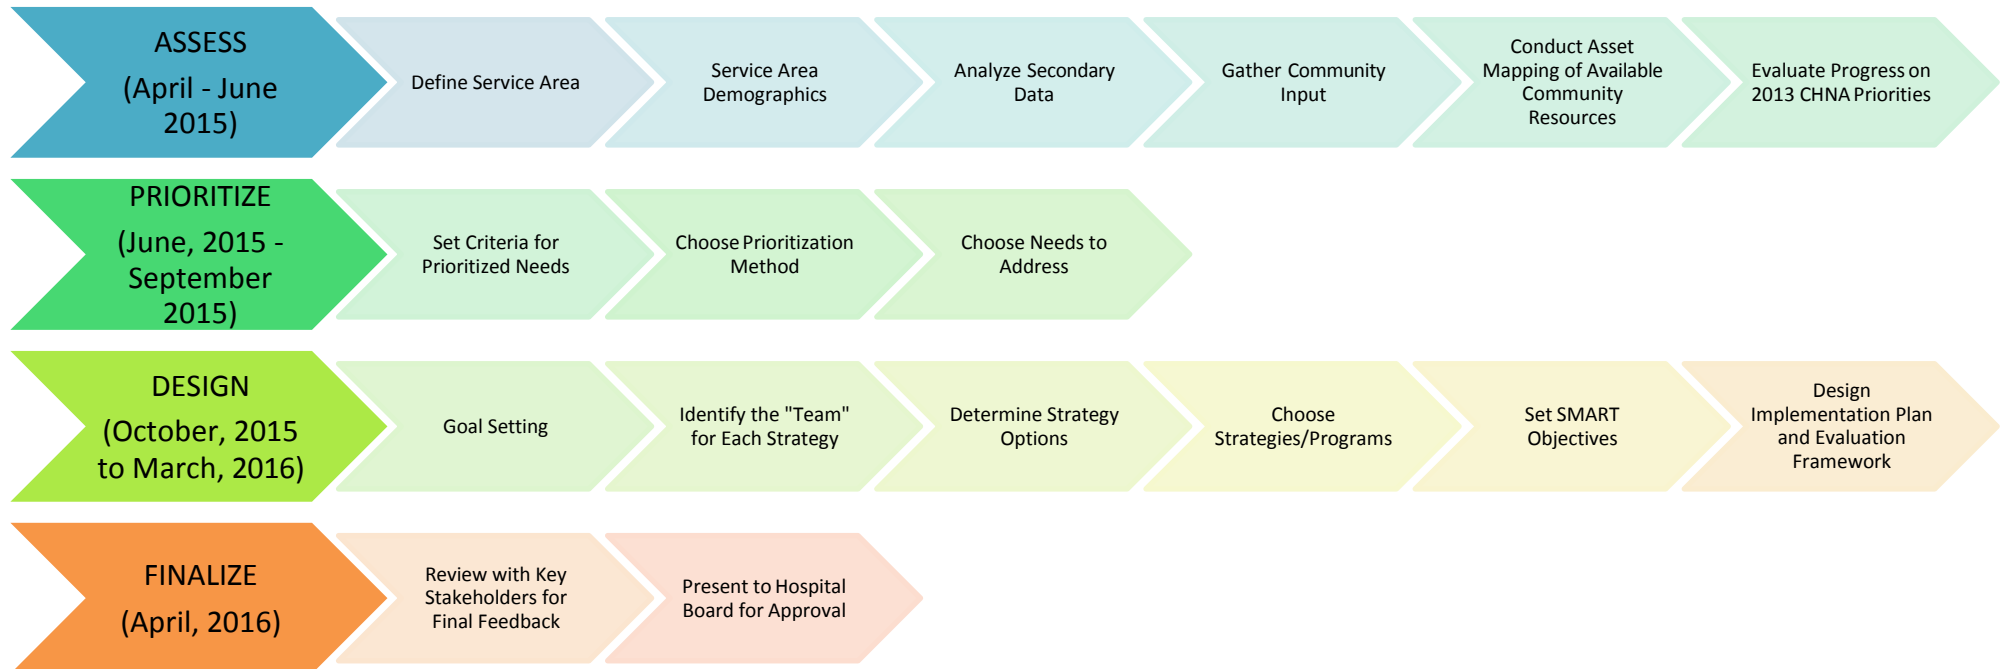 ASSESS
(April - June
2015)
Define Service Area
Service Area
Demographics
Analyze Secondary
Data
Gather Community
Input
Conduct Asset
Mapping of Available
Community
Resources
Evaluate Progress on
2013 CHNA Priorities
PRIORITIZE
(June, 2015 -
September
2015)
Set Criteria for
Prioritized Needs
Choose Prioritization
Method
Choose Needs to
Address
DESIGN
(October, 2015
to March, 2016)
Goal Setting
Identify the "Team"
for Each Strategy
Determine Strategy
Options
Choose
Strategies/Programs
Set SMART
Objectives
Design
Implementation Plan
and Evaluation
Framework
FINALIZE
(April, 2016)
Review with Key
Stakeholders for
Final Feedback
Present to Hospital
Board for Approval